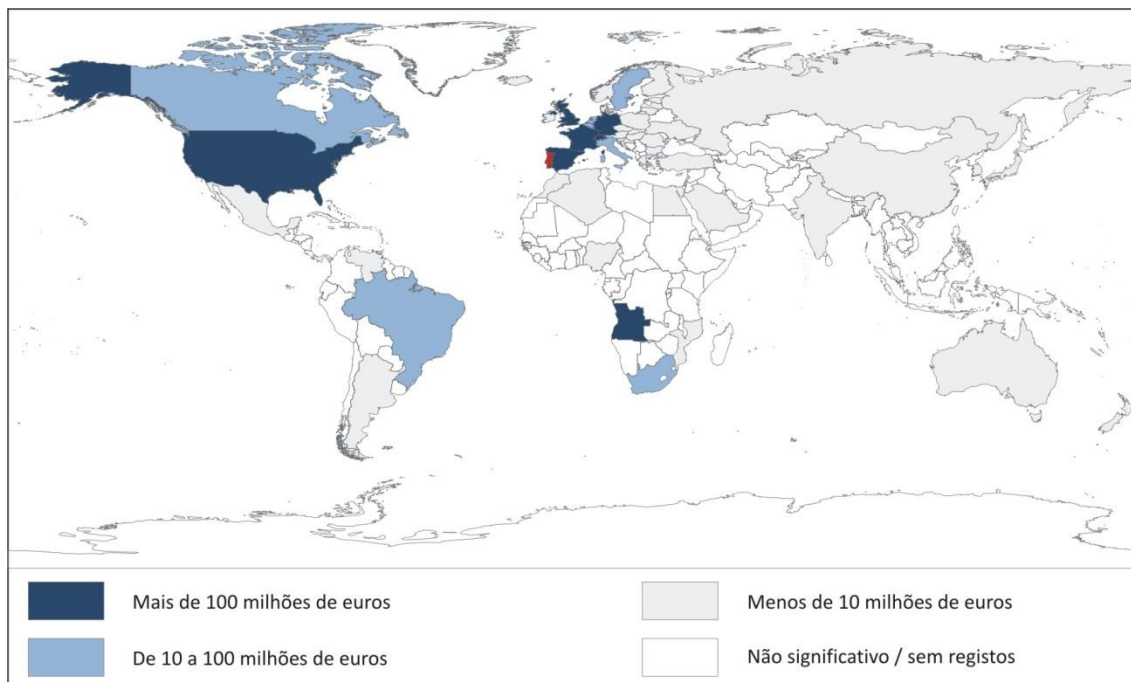 Mais de 100 milhões de euros
Menos de 10 milhões de euros
De 10 a 100 milhões de euros
Não significativo / sem registos